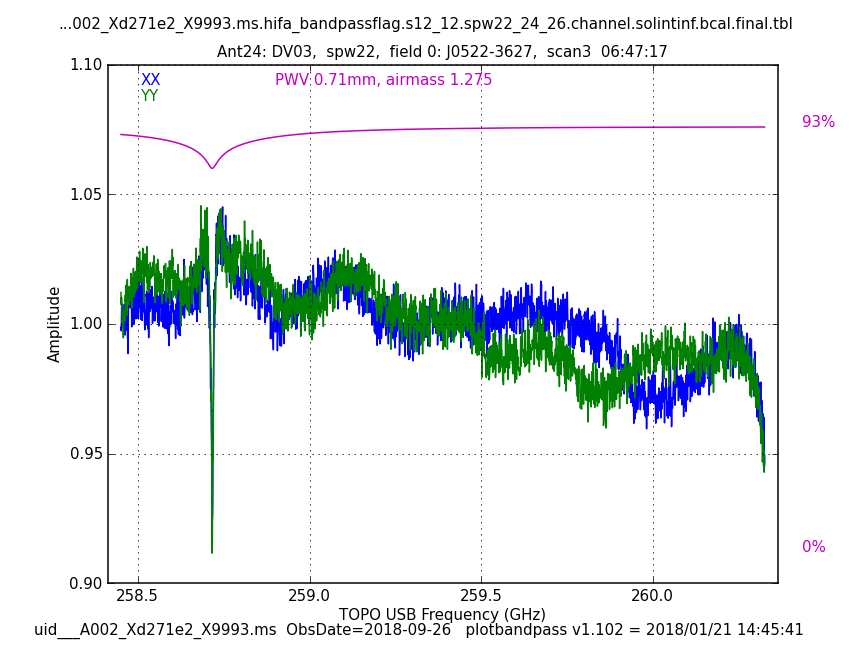 ...002_Xd271e2_X9993.ms.hifa_bandpassflag.s12_12.spw22_24_26.channel.solintinf.bcal.final.tbl
Ant24: DV03,  spw22,  field 0: J0522-3627,  scan3  06:47:17
1.10
XX
PWV 0.71mm, airmass 1.275
YY
93%
1.05
1.00
Amplitude
0.95
0%
0.90
258.5
259.0
259.5
260.0
TOPO USB Frequency (GHz)
uid___A002_Xd271e2_X9993.ms  ObsDate=2018-09-26   plotbandpass v1.102 = 2018/01/21 14:45:41